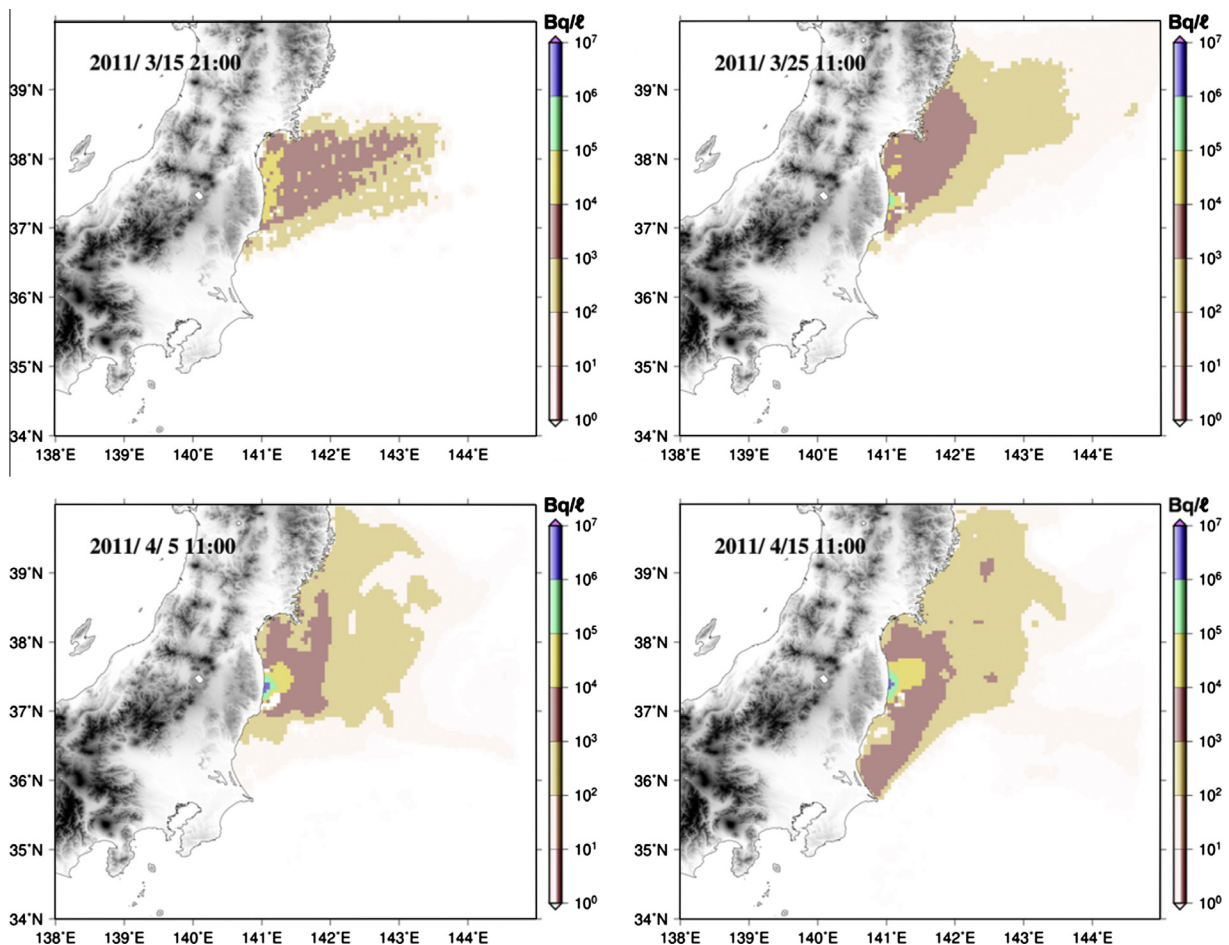 Bq/ℓ
2011/ 3/15 21:00
10⁷
10⁶
10⁵
10⁴
10³
10²
10¹
10⁰
39˚N
38˚N
37˚N
36˚N
35˚N
34˚N
138˚E 139˚E 140˚E 141˚E 142˚E 143˚E 144˚E
Bq/ℓ
2011/ 3/25 11:00
10⁷
10⁶
10⁵
10⁴
10³
10²
10¹
10⁰
39˚N
38˚N
37˚N
36˚N
35˚N
34˚N
138˚E 139˚E 140˚E 141˚E 142˚E 143˚E 144˚E
Bq/ℓ
2011/ 4/ 5 11:00
10⁷
10⁶
10⁵
10⁴
10³
10²
10¹
10⁰
39˚N
38˚N
37˚N
36˚N
35˚N
34˚N
138˚E 139˚E 140˚E 141˚E 142˚E 143˚E 144˚E
Bq/ℓ
2011/ 4/15 11:00
10⁷
10⁶
10⁵
10⁴
10³
10²
10¹
10⁰
39˚N
38˚N
37˚N
36˚N
35˚N
34˚N
138˚E 139˚E 140˚E 141˚E 142˚E 143˚E 144˚E